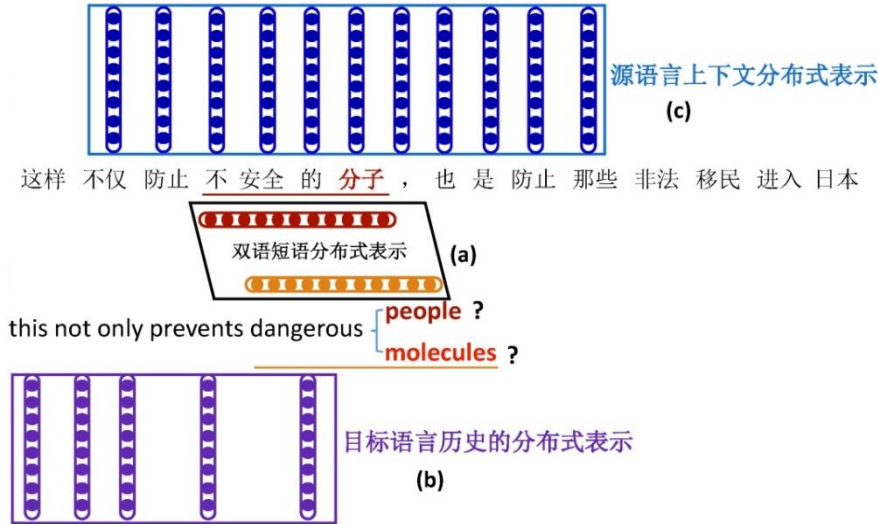 源语言上下文分布式表示
(c)
这样 不仅 防止 不 安全 的 分子 ， 也 是 防止 那些 非法 移民 进入 日本
双语短语分布式表示
(a)
this not only prevents dangerous
people ?
molecules ?
目标语言历史的分布式表示
(b)